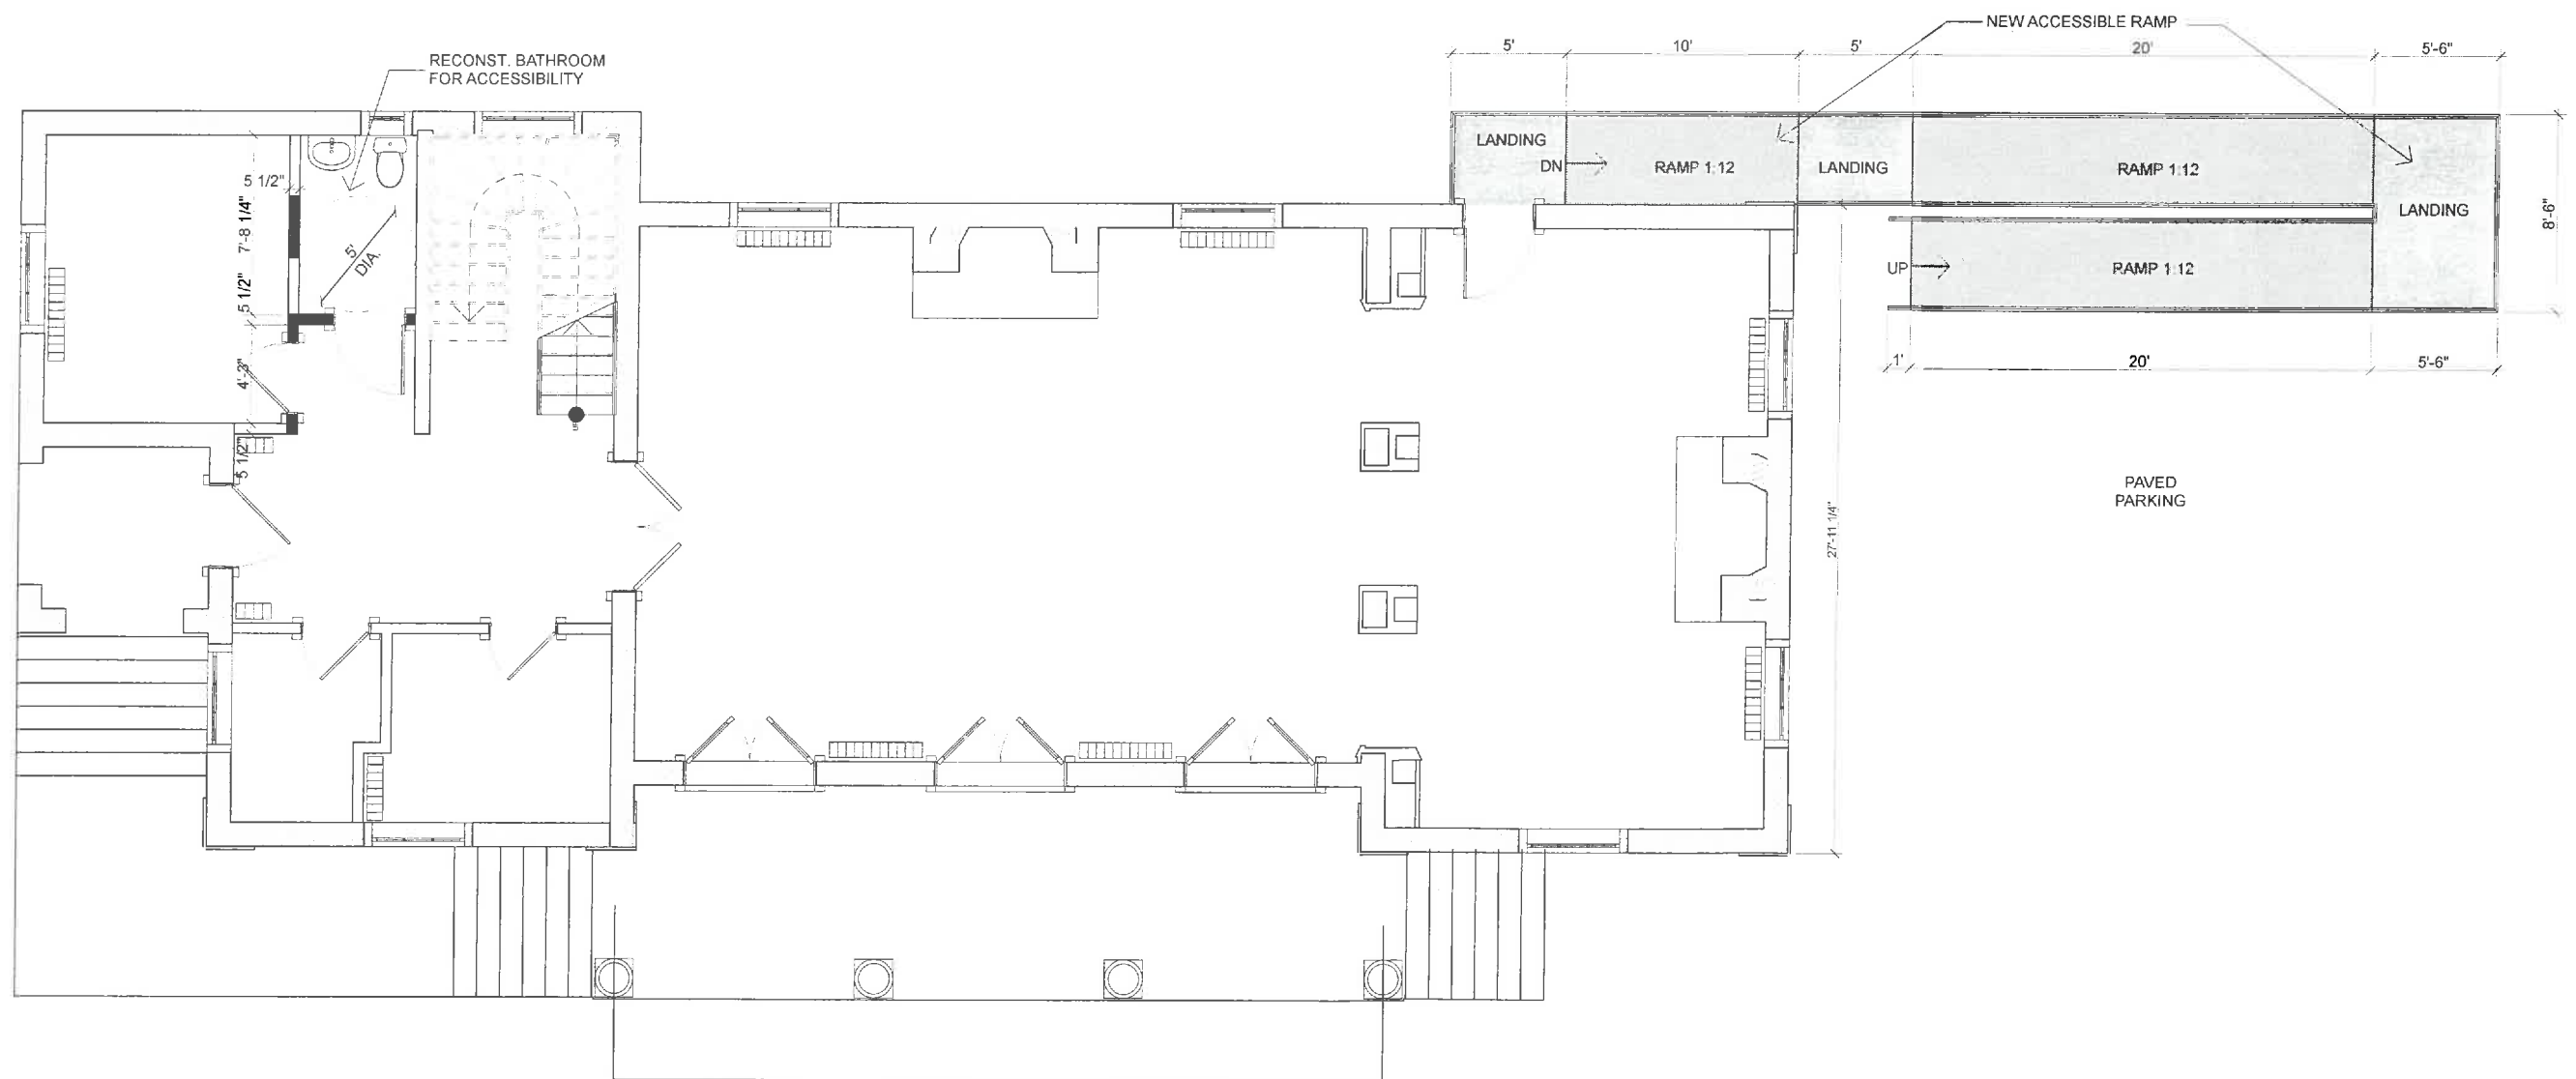 NEW ACCESSIBLE RAMP
5'
10'
5'
20'
5'-6"
RECONST. BATHROOM
FOR ACCESSIBILITY
LANDING
DN
RAMP 1:12
LANDING
RAMP 1:12
LANDING
8'-6"
5 1/2"
7'-8 1/4"
5'
DIA.
5 1/2"
4'-3"
5 1/2"
UP
RAMP 1:12
1'
20'
5'-6"
27'-11 1/4"
PAVED
PARKING